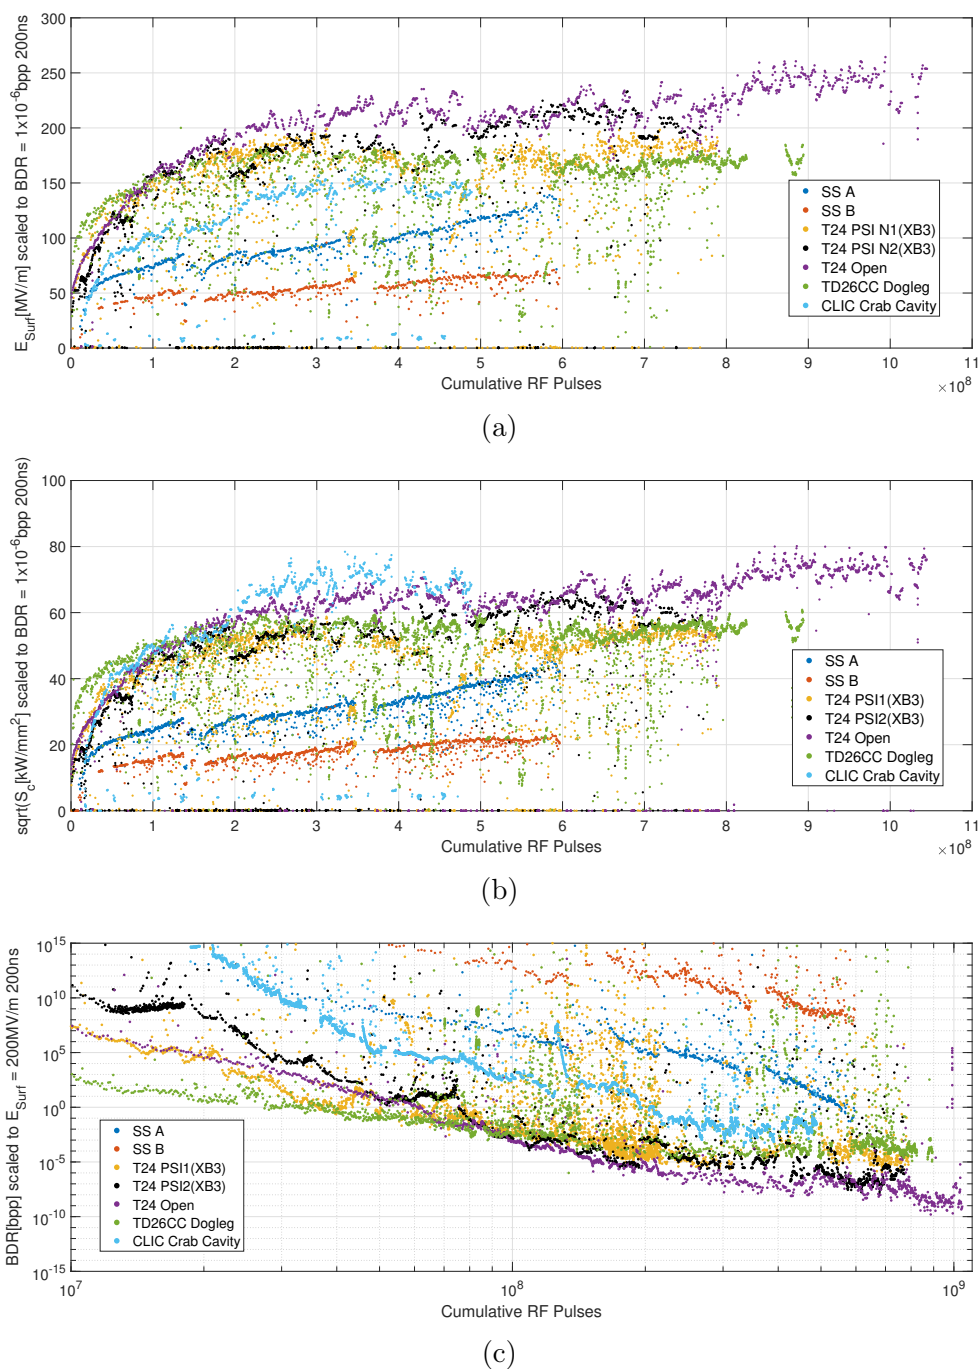 300
250
200
150
100
50
0
E_Surf[MV/m] scaled to BDR = 1x10^-6bpp 200ns
SS A
SS B
T24 PSI N1(XB3)
T24 PSI N2(XB3)
T24 Open
TD26CC Dogleg
CLIC Crab Cavity
0 1 2 3 4 5 6 7 8 9 10 11
Cumulative RF Pulses
×10^8
(a)
100
80
60
40
20
0
sqrt(S_c[kW/mm^2] scaled to BDR = 1x10^-6bpp 200ns)
SS A
SS B
T24 PSI1(XB3)
T24 PSI2(XB3)
T24 Open
TD26CC Dogleg
CLIC Crab Cavity
0 1 2 3 4 5 6 7 8 9 10 11
Cumulative RF Pulses
×10^8
(b)
10^15
10^10
10^5
10^0
10^-5
10^-10
10^-15
BDR[bpp] scaled to E_Surf = 200MV/m 200ns
SS A
SS B
T24 PSI1(XB3)
T24 PSI2(XB3)
T24 Open
TD26CC Dogleg
CLIC Crab Cavity
10^7 10^8 10^9
Cumulative RF Pulses
(c)